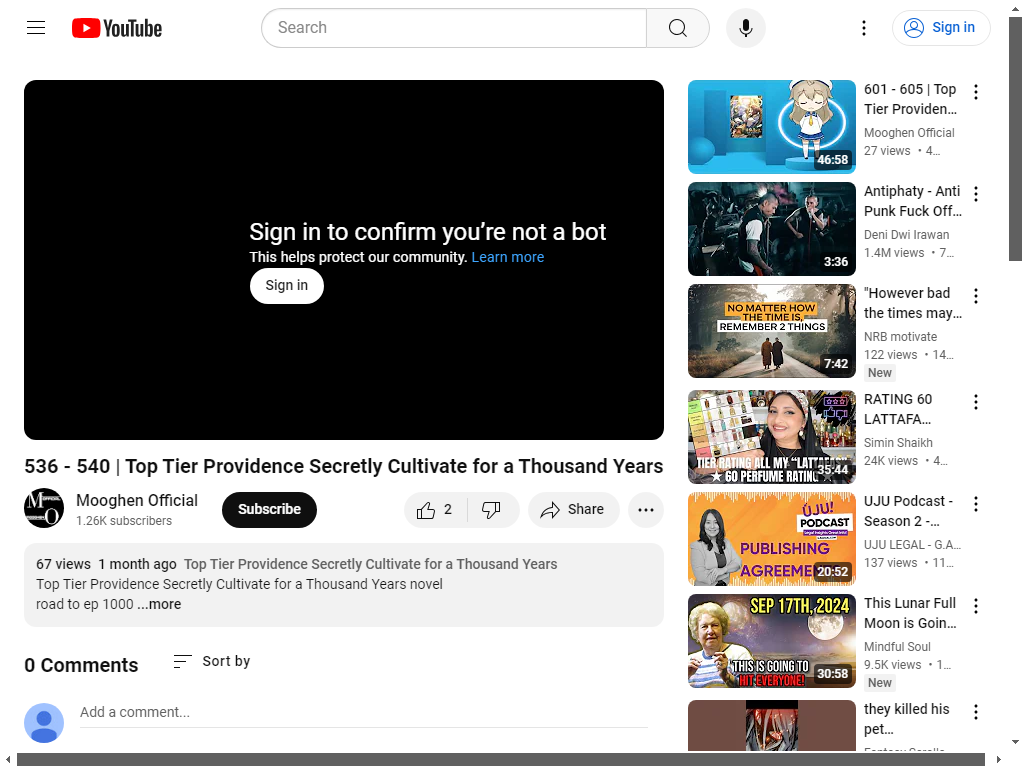 YouTube
Search
Sign in
Sign in to confirm you’re not a bot
This helps protect our community. Learn more
Sign in
536 - 540 | Top Tier Providence Secretly Cultivate for a Thousand Years
Mooghen Official
1.26K subscribers
Subscribe
2
Share
67 views 1 month ago Top Tier Providence Secretly Cultivate for a Thousand Years
Top Tier Providence Secretly Cultivate for a Thousand Years novel
road to ep 1000 ...more
0 Comments
Sort by
Add a comment...
46:58
601 - 605 | Top
Tier Providen...
Mooghen Official
27 views • 4...
3:36
Antiphaty - Anti
Punk Fuck Off...
Deni Dwi Irawan
1.4M views • 7...
NO MATTER HOW
THE TIME IS,
REMEMBER 2 THINGS
7:42
"However bad
the times may...
NRB motivate
122 views • 14...
New
TIER RATING ALL MY "LATT
★ 60 PERFUME RATING
35:44
RATING 60
LATTAFA...
Simin Shaikh
24K views • 4...
ÚJU!
PODCAST
PUBLISHING
AGREEME
20:52
UJU Podcast -
Season 2 -...
UJU LEGAL - G.A...
137 views • 11...
SEP 17TH, 2024
THIS IS GOING TO
HIT EVERYONE!
30:58
This Lunar Full
Moon is Goin...
Mindful Soul
9.5K views • 1...
New
they killed his
pet...